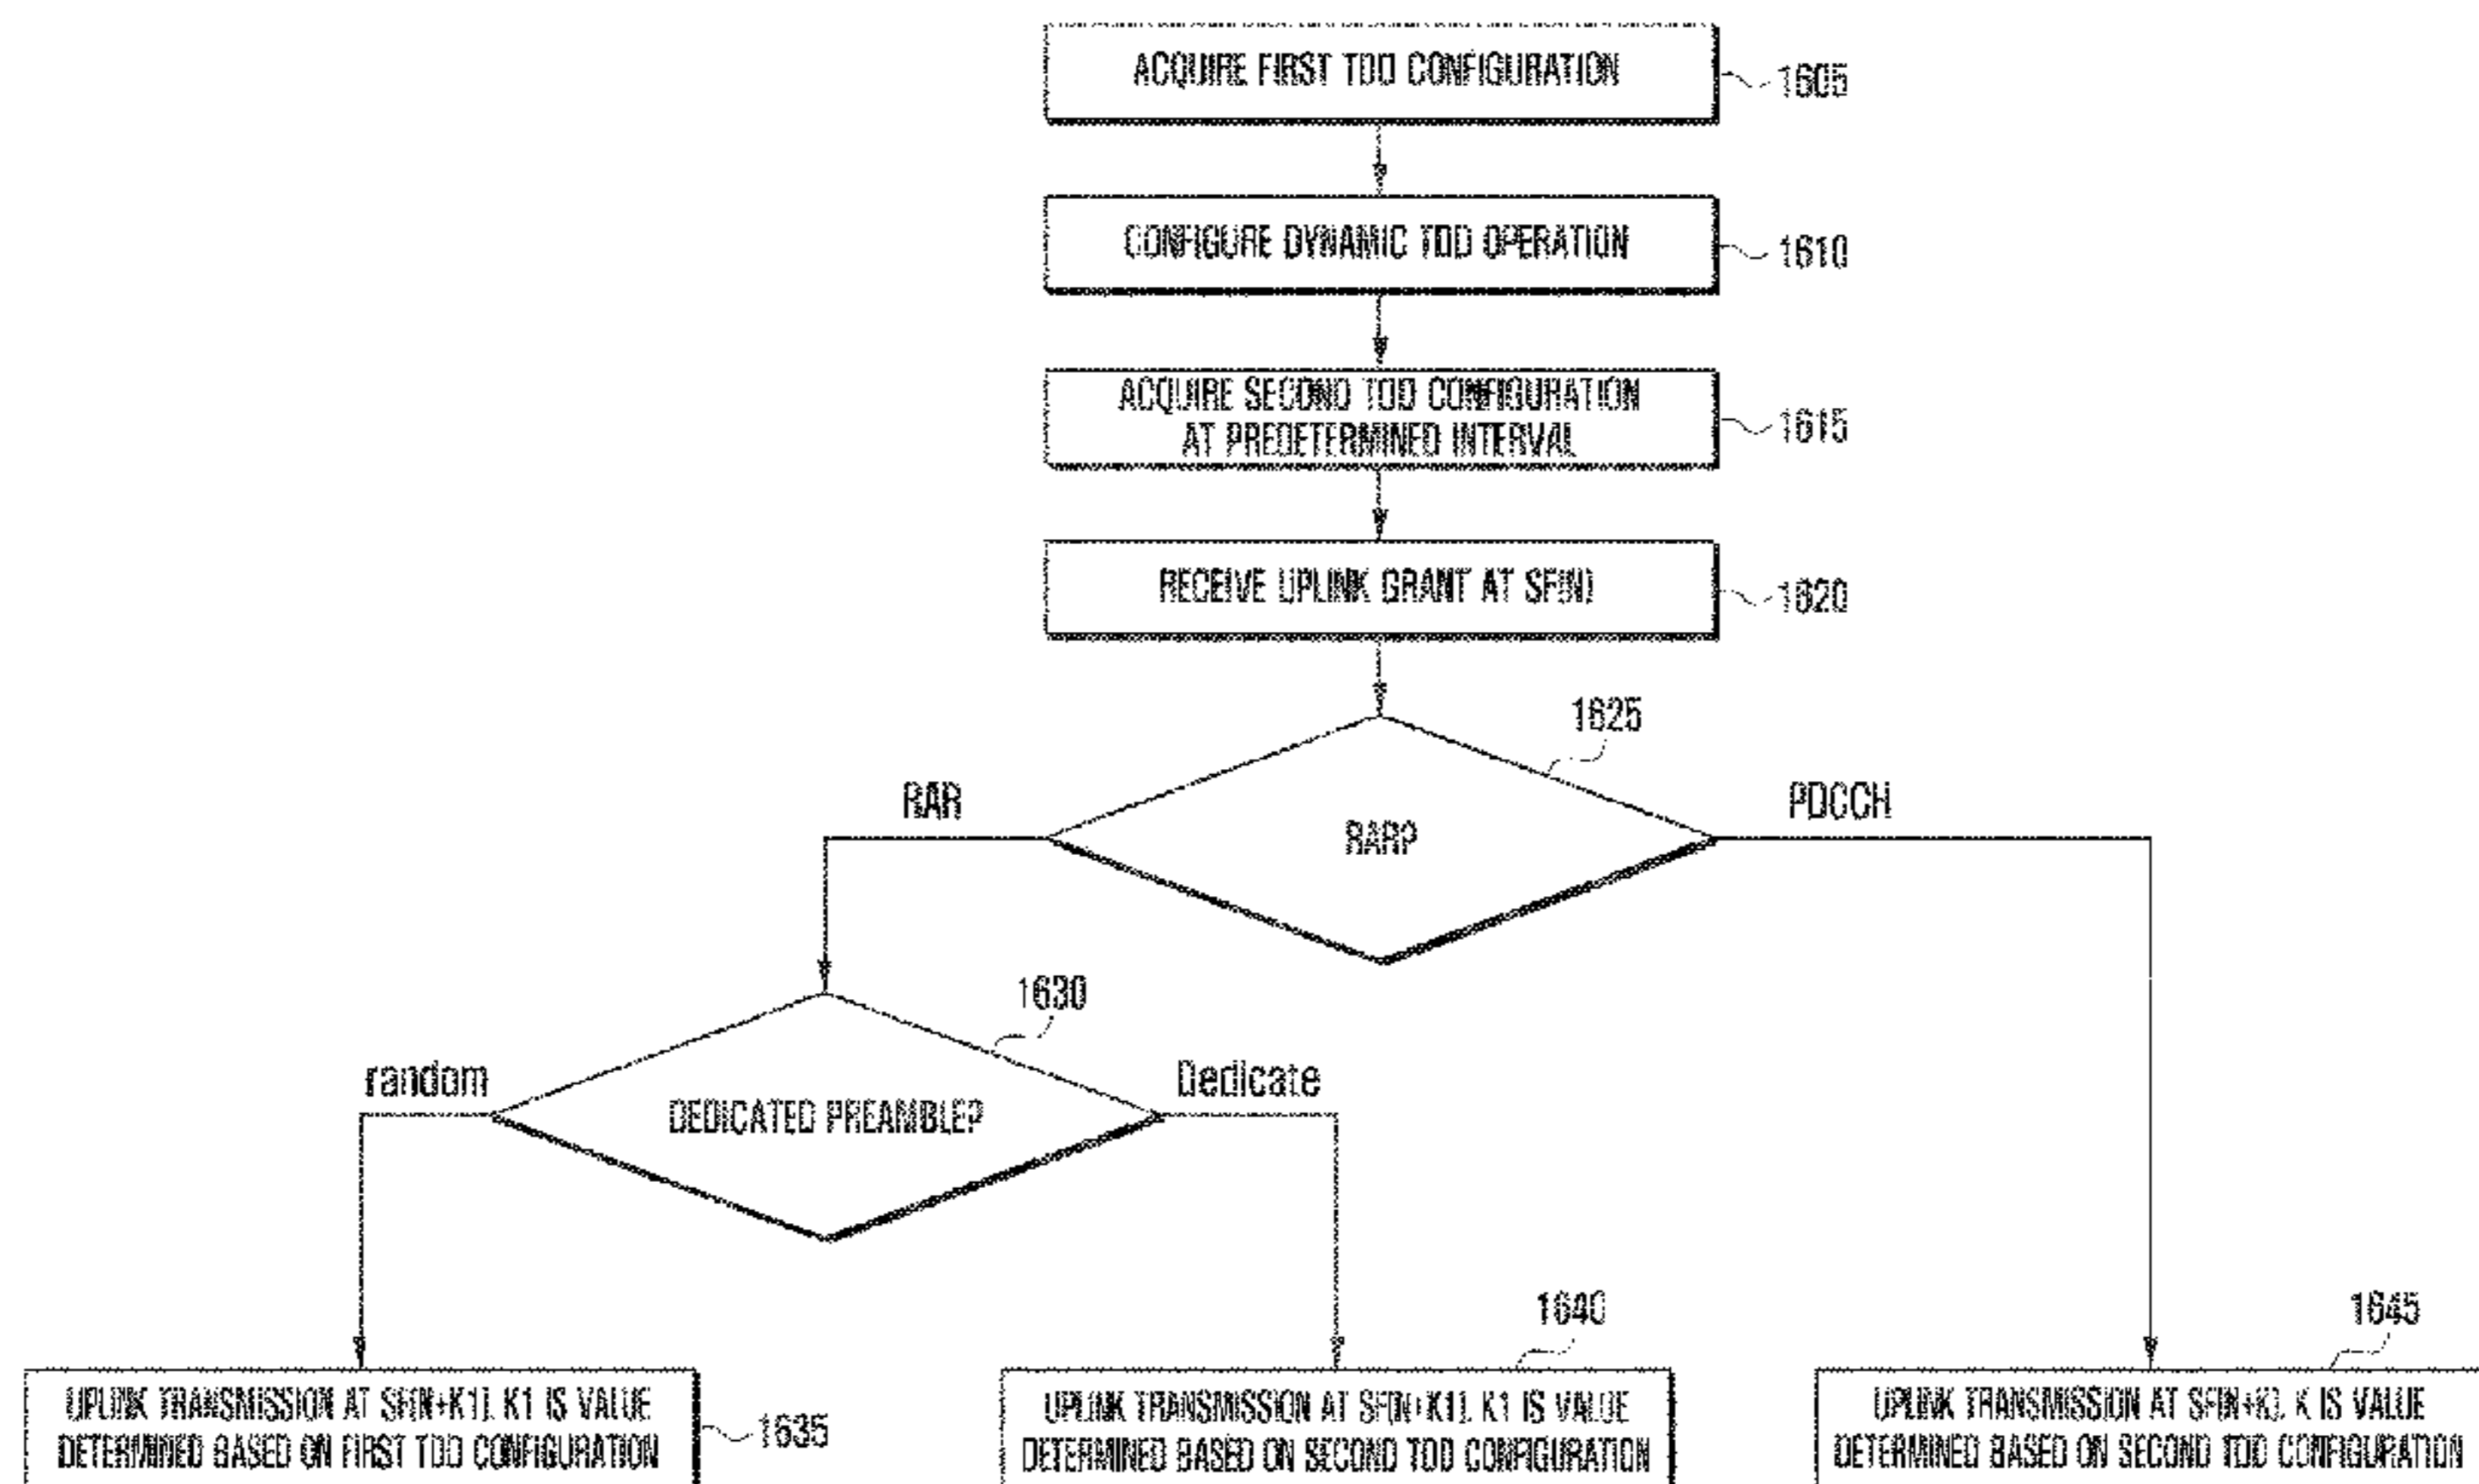 ACQUIRE FIRST TDD CONFIGURATION
1605
CONFIGURE DYNAMIC TDD OPERATION
1610
ACQUIRE SECOND TDD CONFIGURATION
AT PREDETERMINED INTERVAL
1615
RECEIVE UPLINK GRANT AT SF[N]
1620
1625
RAR
RAR?
PDCCH
1630
random
DEDICATED PREAMBLE?
Dedicate
1640
1645
UPLINK TRANSMISSION AT SF[N+K1]. K1 IS VALUE
DETERMINED BASED ON FIRST TDD CONFIGURATION
1635
UPLINK TRANSMISSION AT SF[N+K1]. K1 IS VALUE
DETERMINED BASED ON SECOND TDD CONFIGURATION
UPLINK TRANSMISSION AT SF[N+K]. K IS VALUE
DETERMINED BASED ON SECOND TDD CONFIGURATION